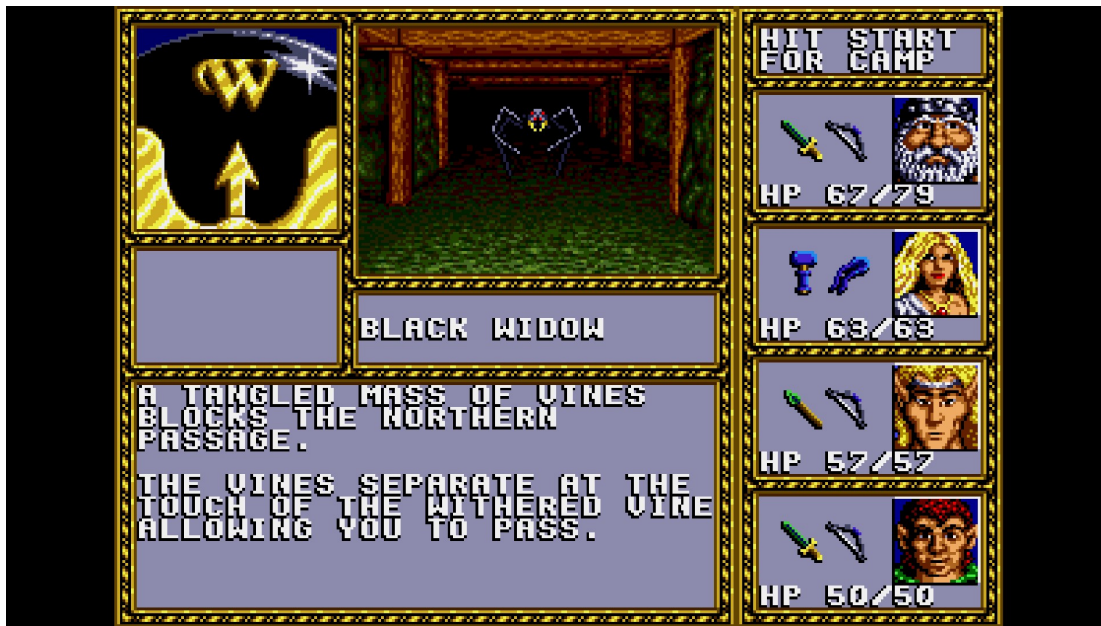 W
HIT START
FOR CAMP
HP 67/79
HP 63/63
BLACK WIDOW
A TANGLED MASS OF VINES
BLOCKS THE NORTHERN
PASSAGE.
THE VINES SEPARATE AT THE
TOUCH OF THE WITHERED VINE
ALLOWING YOU TO PASS.
HP 57/57
HP 50/50